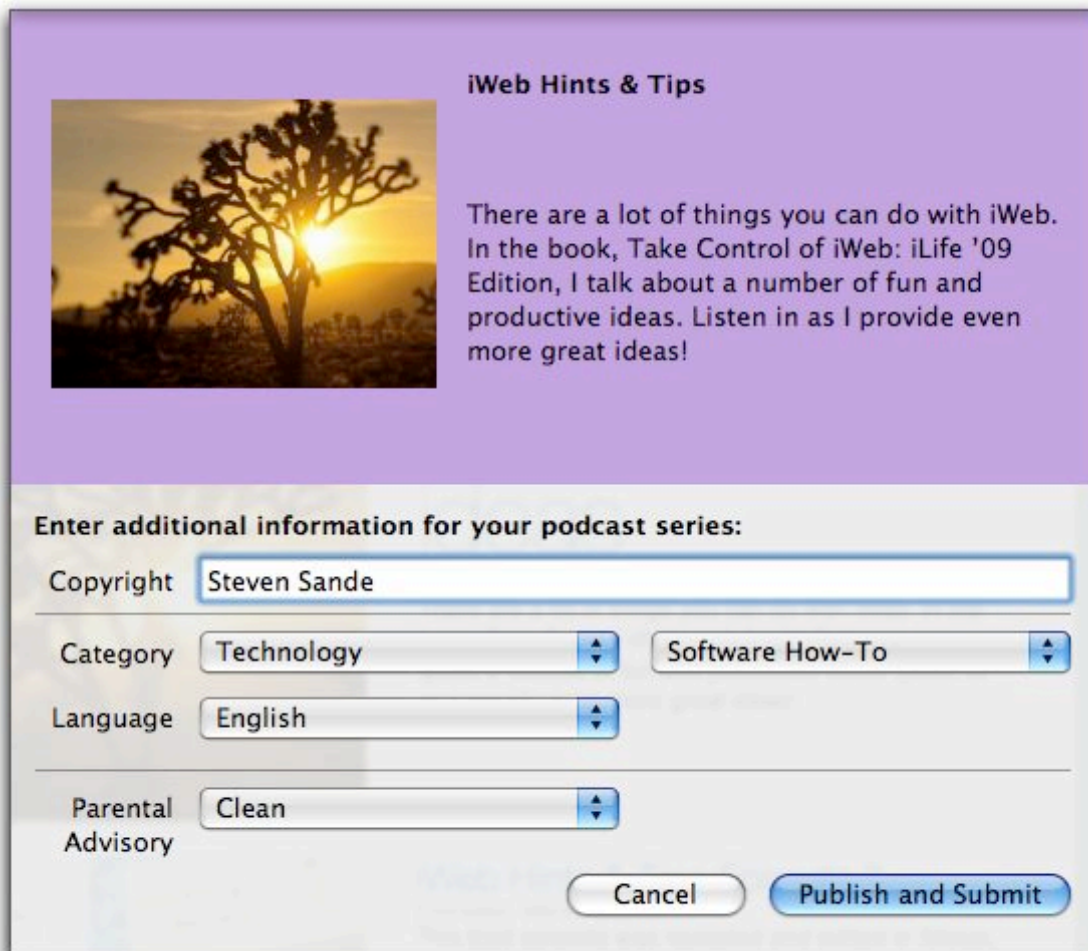 iWeb Hints & Tips
There are a lot of things you can do with iWeb.
In the book, Take Control of iWeb: iLife '09
Edition, I talk about a number of fun and
productive ideas. Listen in as I provide even
more great ideas!
Enter additional information for your podcast series:
Copyright Steven Sande
Category Technology Software How-To
Language English
Parental Advisory Clean
Cancel Publish and Submit